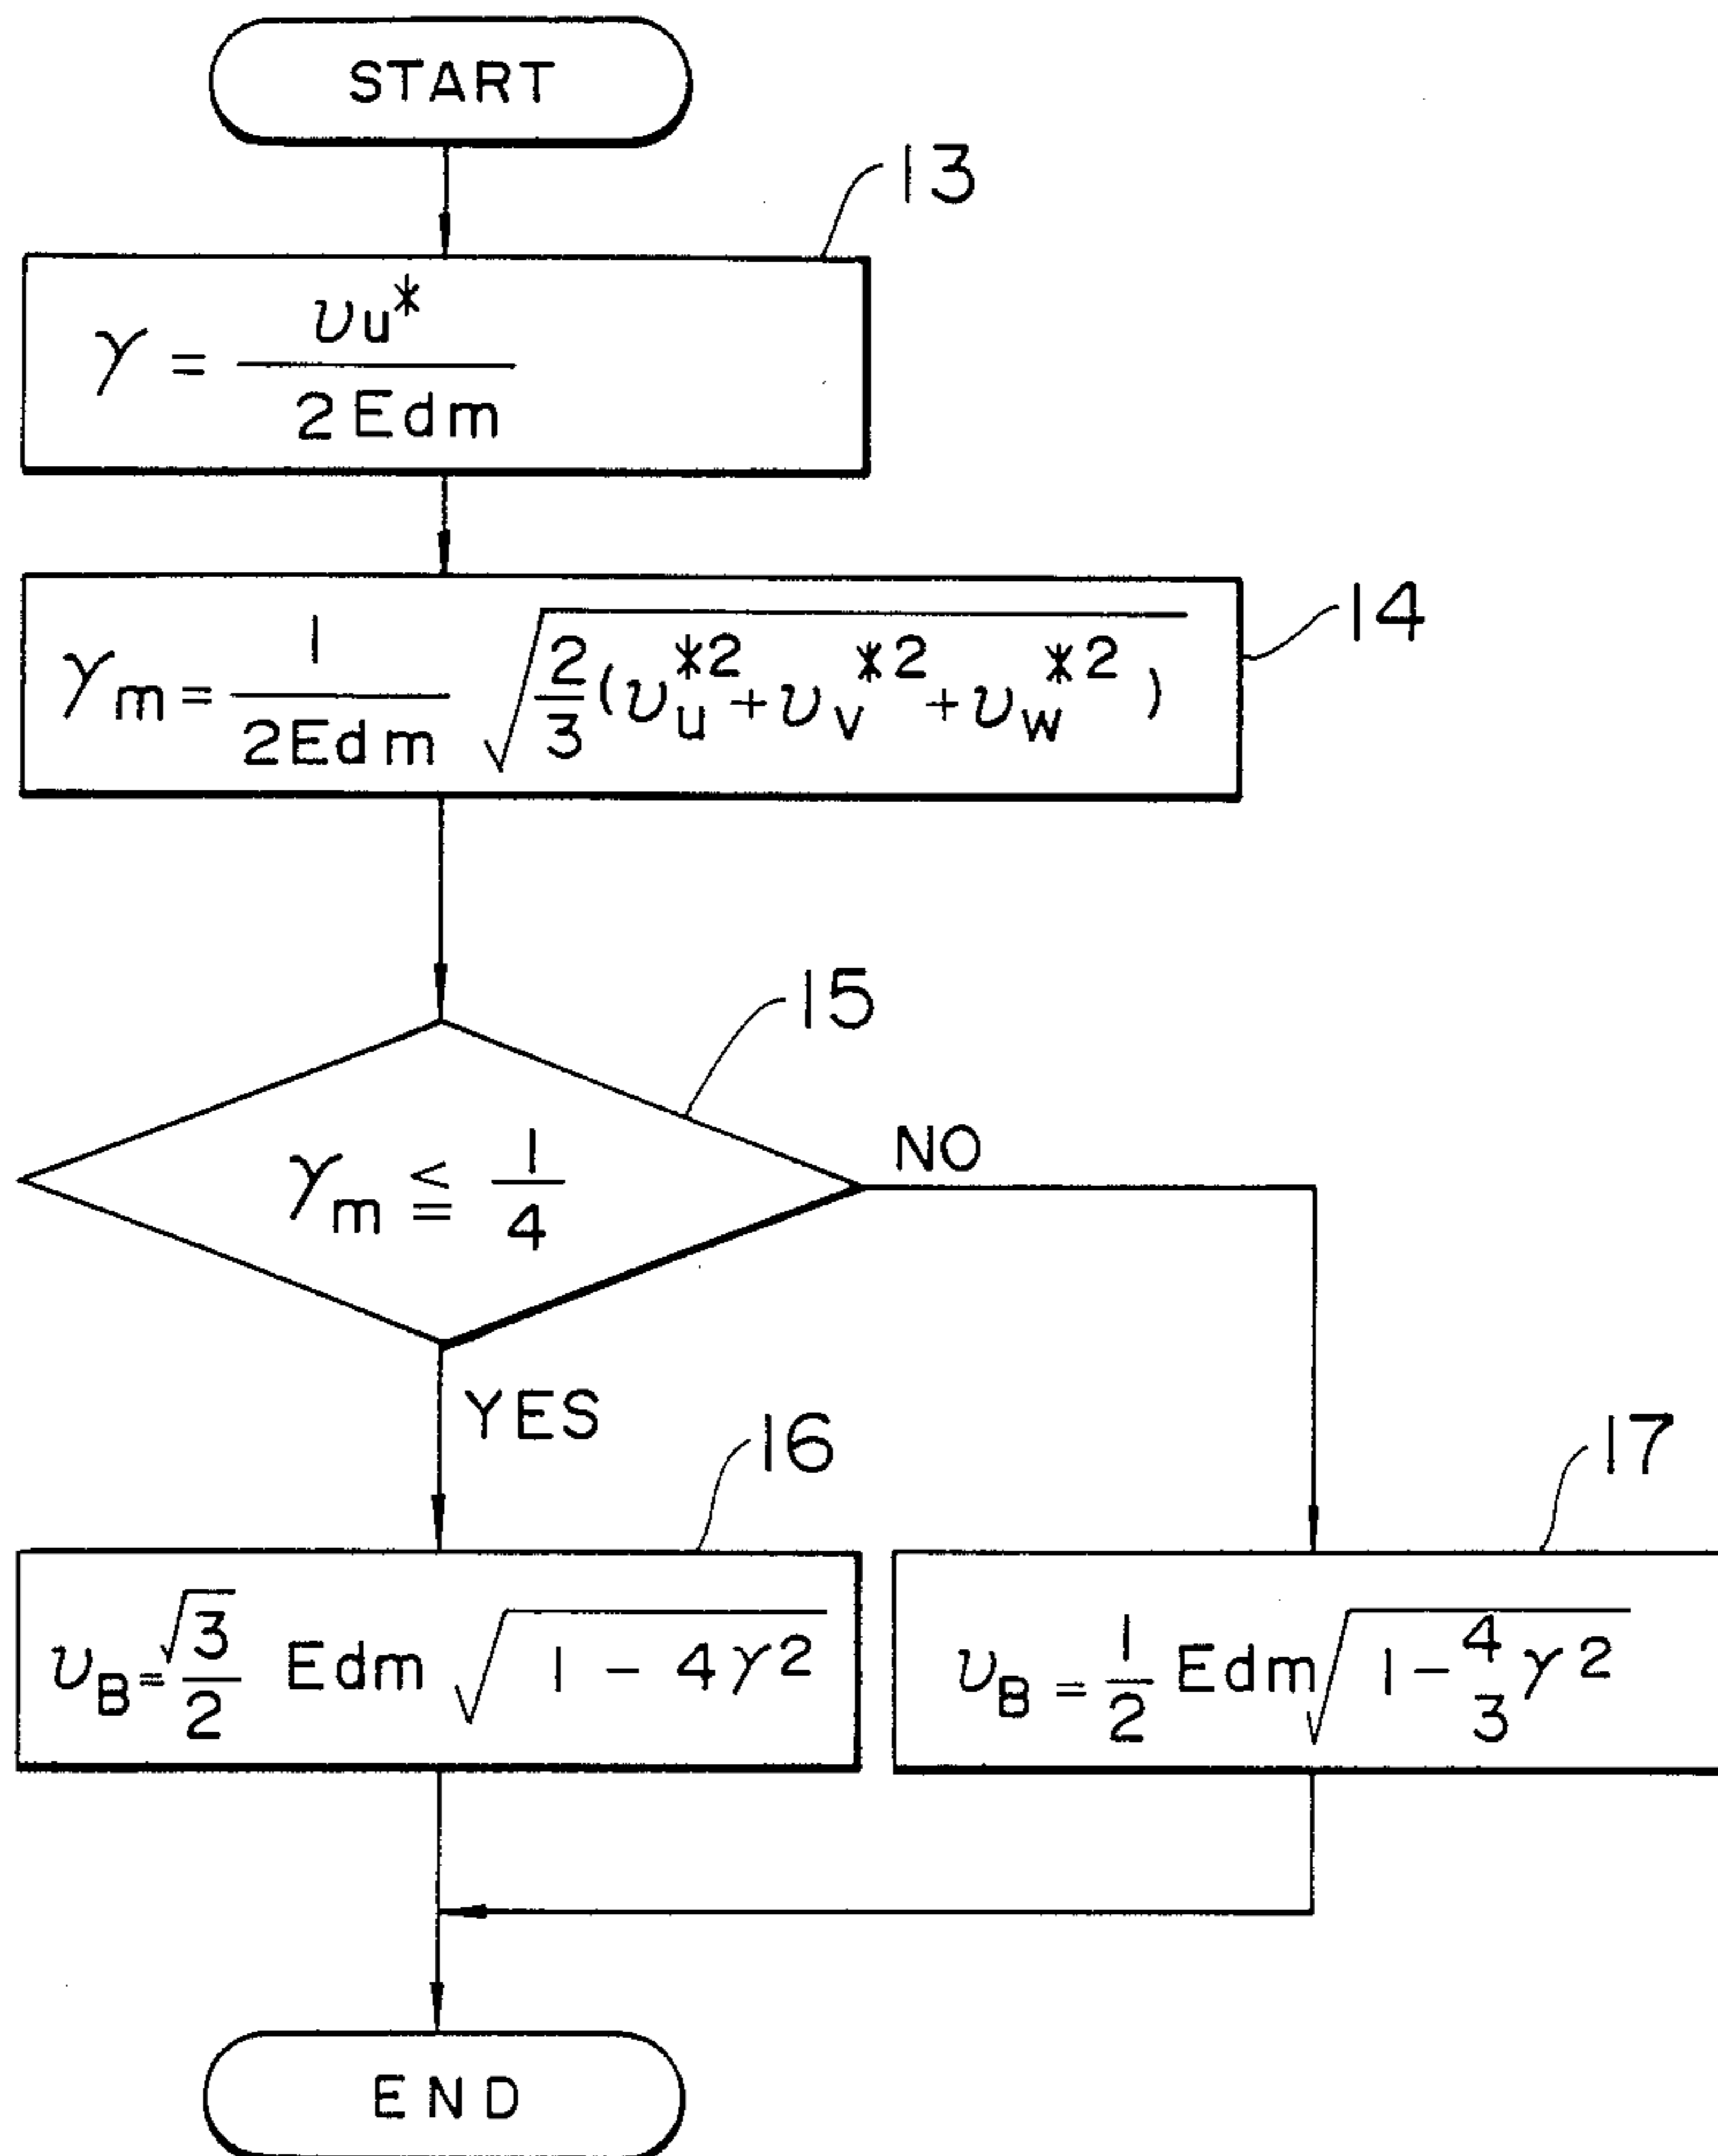 START
13
γ = υu* / 2Edm
14
γm = 1 / 2Edm √ 2/3 (υu*2 + υv*2 + υw*2)
15
γm ≦ 1/4
NO
YES
16
17
υB = √3 / 2 Edm √ 1 - 4γ2
υB = 1/2 Edm √ 1 - 4/3 γ2
END